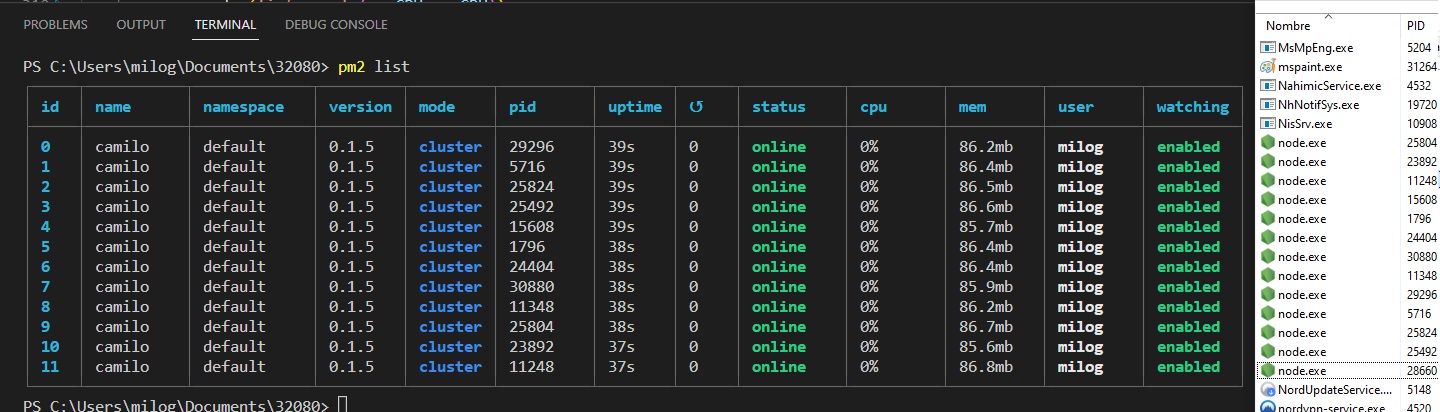 PROBLEMS OUTPUT TERMINAL DEBUG CONSOLE
PS C:\Users\milog\Documents\32080> pm2 list
id name namespace version mode pid uptime ↺ status cpu mem user watching
0 camilo default 0.1.5 cluster 29296 39s 0 online 0% 86.2mb milog enabled
1 camilo default 0.1.5 cluster 5716 39s 0 online 0% 86.4mb milog enabled
2 camilo default 0.1.5 cluster 25824 39s 0 online 0% 86.5mb milog enabled
3 camilo default 0.1.5 cluster 25492 39s 0 online 0% 86.6mb milog enabled
4 camilo default 0.1.5 cluster 15608 39s 0 online 0% 85.7mb milog enabled
5 camilo default 0.1.5 cluster 1796 38s 0 online 0% 86.4mb milog enabled
6 camilo default 0.1.5 cluster 24404 38s 0 online 0% 86.4mb milog enabled
7 camilo default 0.1.5 cluster 30880 38s 0 online 0% 85.9mb milog enabled
8 camilo default 0.1.5 cluster 11348 38s 0 online 0% 86.2mb milog enabled
9 camilo default 0.1.5 cluster 25804 38s 0 online 0% 86.7mb milog enabled
10 camilo default 0.1.5 cluster 23892 37s 0 online 0% 85.6mb milog enabled
11 camilo default 0.1.5 cluster 11248 37s 0 online 0% 86.8mb milog enabled
PS C:\Users\milog\Documents\32080>
Nombre PID
MsMpEng.exe 5204
mspaint.exe 31264
NahimicService.exe 4532
NhNotifSys.exe 19720
NisSrv.exe 10908
node.exe 25804
node.exe 23892
node.exe 11248
node.exe 15608
node.exe 1796
node.exe 24404
node.exe 30880
node.exe 11348
node.exe 29296
node.exe 5716
node.exe 25824
node.exe 25492
node.exe 28660
NordUpdateService.... 5148
nordvpn-service.exe 4520